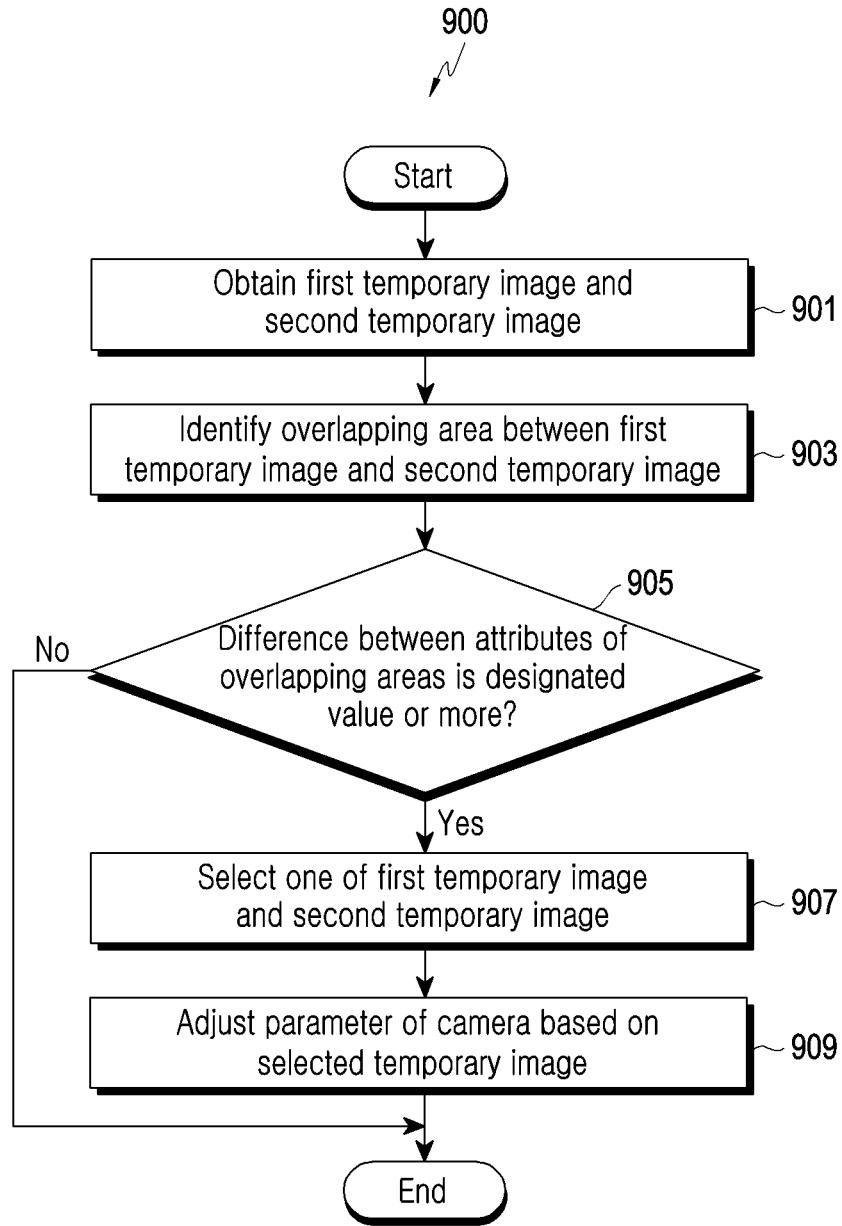 900
Start
Obtain first temporary image and
second temporary image
901
Identify overlapping area between first
temporary image and second temporary image
903
905
No
Difference between attributes of
overlapping areas is designated
value or more?
Yes
Select one of first temporary image
and second temporary image
907
Adjust parameter of camera based on
selected temporary image
909
End